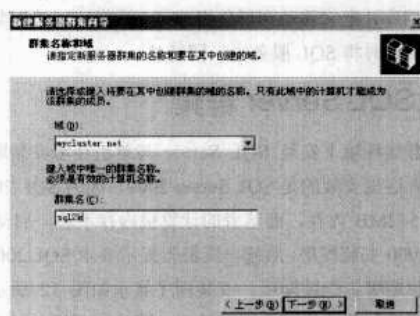 新建服务器群集向导
群集名称和域
请指定新服务器群集的名称和要在其中创建的域。
请选择或键入将要在其中创建群集的域的名称。只有此域中的计算机才能成为
该群集的成员。
域(D):
mycluster.net
键入域中唯一的群集名称。
必须是有效的计算机名称。
群集名(C):
<上一步(B)
下一步(N)>
取消